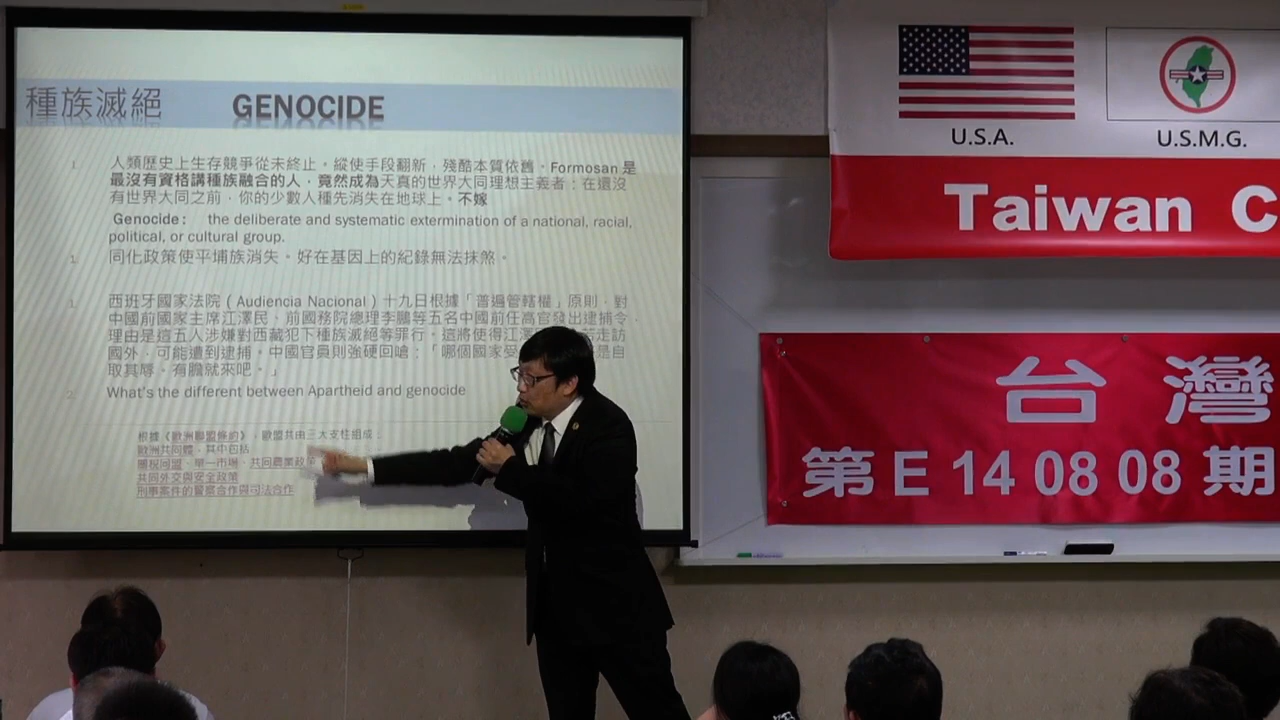 種族滅絕 GENOCIDE
1. 人類歷史上生存競爭從未終止。縱使手段翻新，殘酷本質依舊。Formosan 是
最沒有資格講種族融合的人，竟然成為天真的世界大同理想主義者；在還沒
有世界大同之前，你的少數人種先消失在地球上。不嫁
Genocide： the deliberate and systematic extermination of a national, racial,
political, or cultural group.
1. 同化政策使平埔族消失。好在基因上的紀錄無法抹煞。
1. 西班牙國家法院（Audiencia Nacional）十九日根據「普遍管轄權」原則，對
中國前國家主席江澤民、前國務院總理李鵬等五名中國前任高官發出逮捕令，
理由是這五人涉嫌對西藏犯下種族滅絕等罪行。這將使得江澤 走訪
國外，可能遭到逮捕。中國官員則強硬回嗆：「哪個國家受 是自
取其辱。有膽就來吧。」
2. What's the different between Apartheid and genocide
根據《歐洲聯盟條約》，歐盟共由三大支柱組成：
歐洲共同體，其中包括
關稅同盟、單一市場、共同農業政策
共同外交與安全政策
刑事案件的警察合作與司法合作
U.S.A.
U.S.M.G.
Taiwan C
台灣
第 E 14 08 08 期